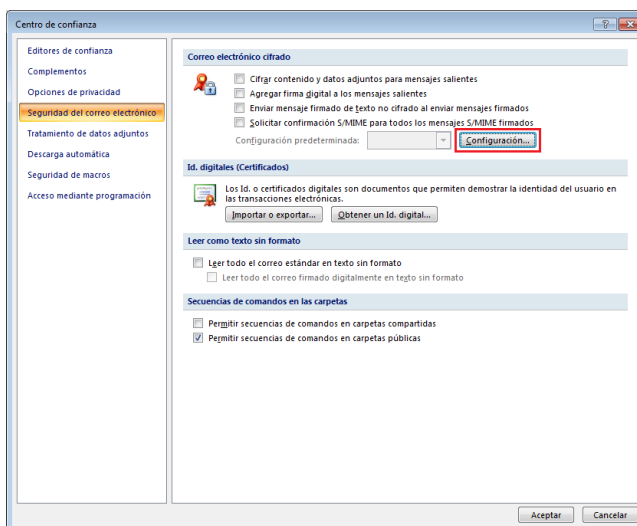 Centro de confianza
Editores de confianza
Complementos
Opciones de privacidad
Seguridad del correo electrónico
Tratamiento de datos adjuntos
Descarga automática
Seguridad de macros
Acceso mediante programación
Correo electrónico cifrado
Cifrar contenido y datos adjuntos para mensajes salientes
Agregar firma digital a los mensajes salientes
Enviar mensaje firmado de texto no cifrado al enviar mensajes firmados
Solicitar confirmación S/MIME para todos los mensajes S/MIME firmados
Configuración predeterminada:
Configuración...
Id. digitales (Certificados)
Los Id. o certificados digitales son documentos que permiten demostrar la identidad del usuario en
las transacciones electrónicas.
Importar o exportar... Obtener un Id. digital...
Leer como texto sin formato
Leer todo el correo estándar en texto sin formato
Leer todo el correo firmado digitalmente en texto sin formato
Secuencias de comandos en las carpetas
Permitir secuencias de comandos en carpetas compartidas
Permitir secuencias de comandos en carpetas públicas
Aceptar Cancelar